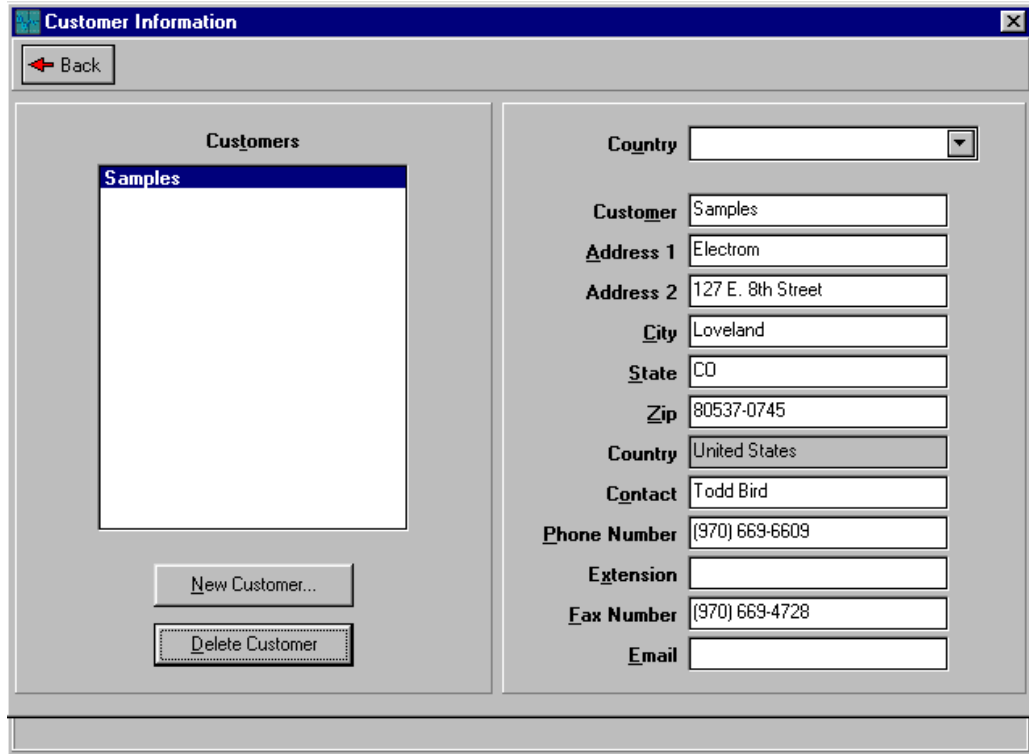 Customer Information
Back
Customers
Samples
New Customer...
Delete Customer
Country
Customer Samples
Address 1 Electrom
Address 2 127 E. 8th Street
City Loveland
State CO
Zip 80537-0745
Country United States
Contact Todd Bird
Phone Number (970) 669-6609
Extension
Fax Number (970) 669-4728
Email